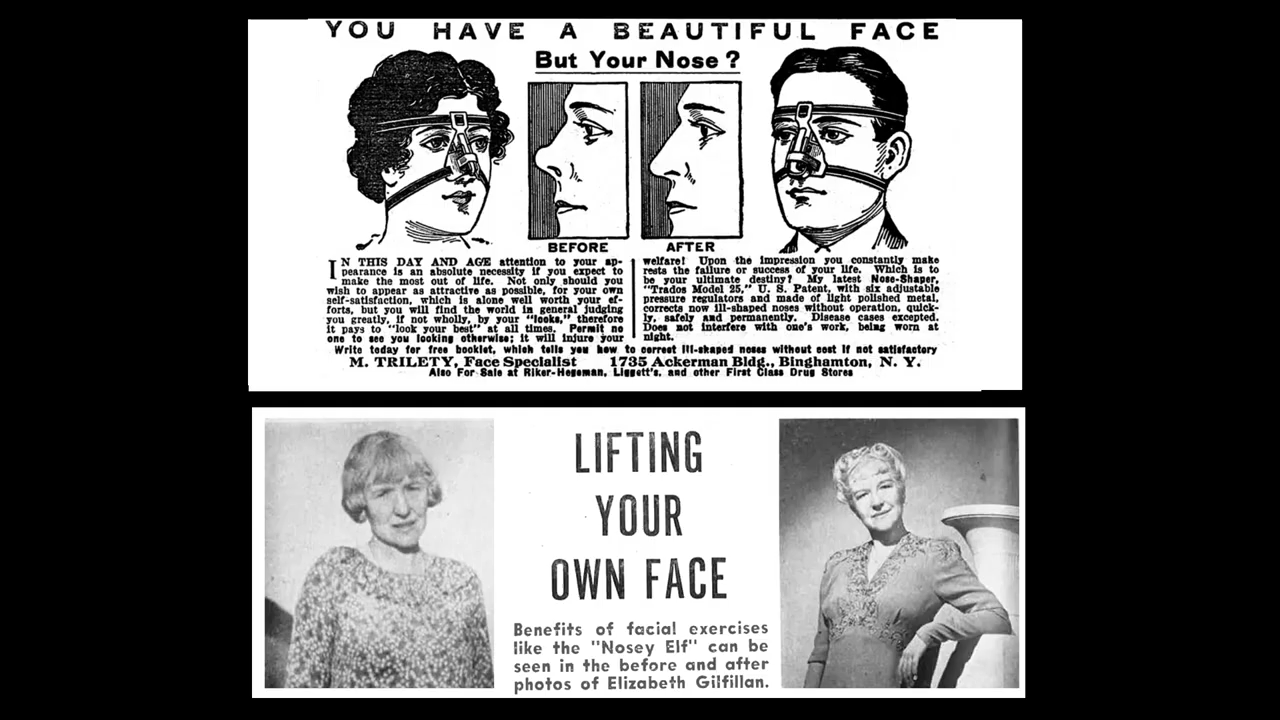 YOU HAVE A BEAUTIFUL FACE
But Your Nose?
BEFORE
AFTER
IN THIS DAY AND AGE attention to your ap-
pearance is an absolute necessity if you expect to
make the most out of life. Not only should you
wish to appear as attractive as possible, for your own
self-satisfaction, which is alone well worth your ef-
forts, but you will find the world in general judging
you greatly, if not wholly, by your "looks," therefore
it pays to "look your best" at all times. Permit no
one to see you looking otherwise; it will injure your
welfare! Upon the impression you constantly make
rests the failure or success of your life. Which is to
be your ultimate destiny? My latest Nose-Shaper,
"Trados Model 25," U. S. Patent, with six adjustable
pressure regulators and made of light polished metal,
corrects now ill-shaped noses without operation, quick-
ly, safely and permanently. Disease cases excepted.
Does not interfere with one's work, being worn at
night.
Write today for free booklet, which tells you how to correct ill-shaped noses without cost if not satisfactory
M. TRILETY, Face Specialist 1735 Ackerman Bldg., Binghamton, N. Y.
Also For Sale at Riker-Hegeman, Liggett's, and other First Class Drug Stores
LIFTING
YOUR
OWN FACE
Benefits of facial exercises
like the "Nosey Elf" can be
seen in the before and after
photos of Elizabeth Gilfillan.